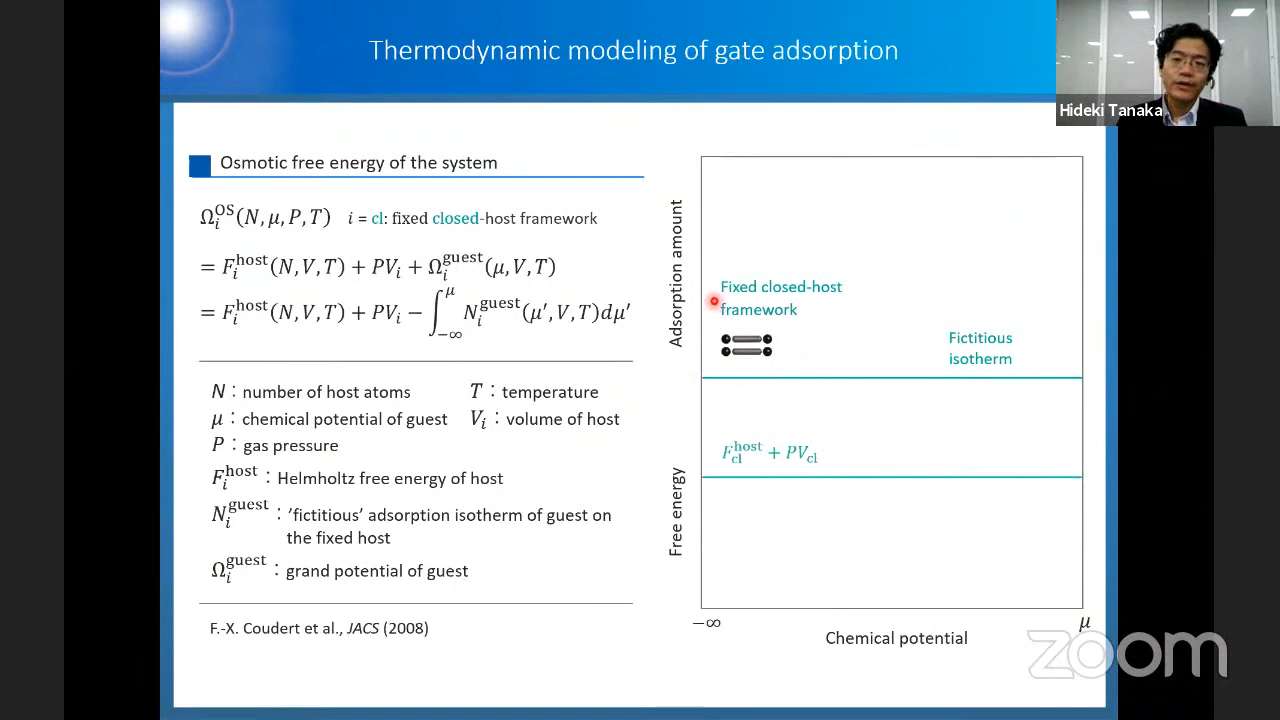 Thermodynamic modeling of gate adsorption
Hideki Tanaka
Osmotic free energy of the system
Ω_i^OS(N, μ, P, T) i = cl: fixed closed-host framework
= F_i^host(N, V, T) + PV_i + Ω_i^guest(μ, V, T)
= F_i^host(N, V, T) + PV_i − ∫_{−∞}^{μ} N_i^guest(μ′, V, T)dμ′
N : number of host atoms T : temperature
μ : chemical potential of guest V_i : volume of host
P : gas pressure
F_i^host : Helmholtz free energy of host
N_i^guest : 'fictitious' adsorption isotherm of guest on
the fixed host
Ω_i^guest : grand potential of guest
F.-X. Coudert et al., JACS (2008)
Adsorption amount
Fixed closed-host
framework
Fictitious
isotherm
F_cl^host + PV_cl
Free energy
−∞ μ
Chemical potential
zoom